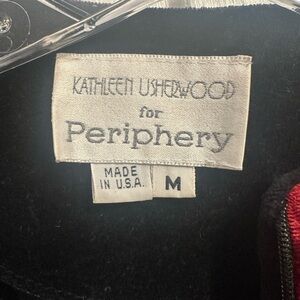 KATHLEEN USHERWOOD
for
Periphery
MADE
IN U.S.A.
M